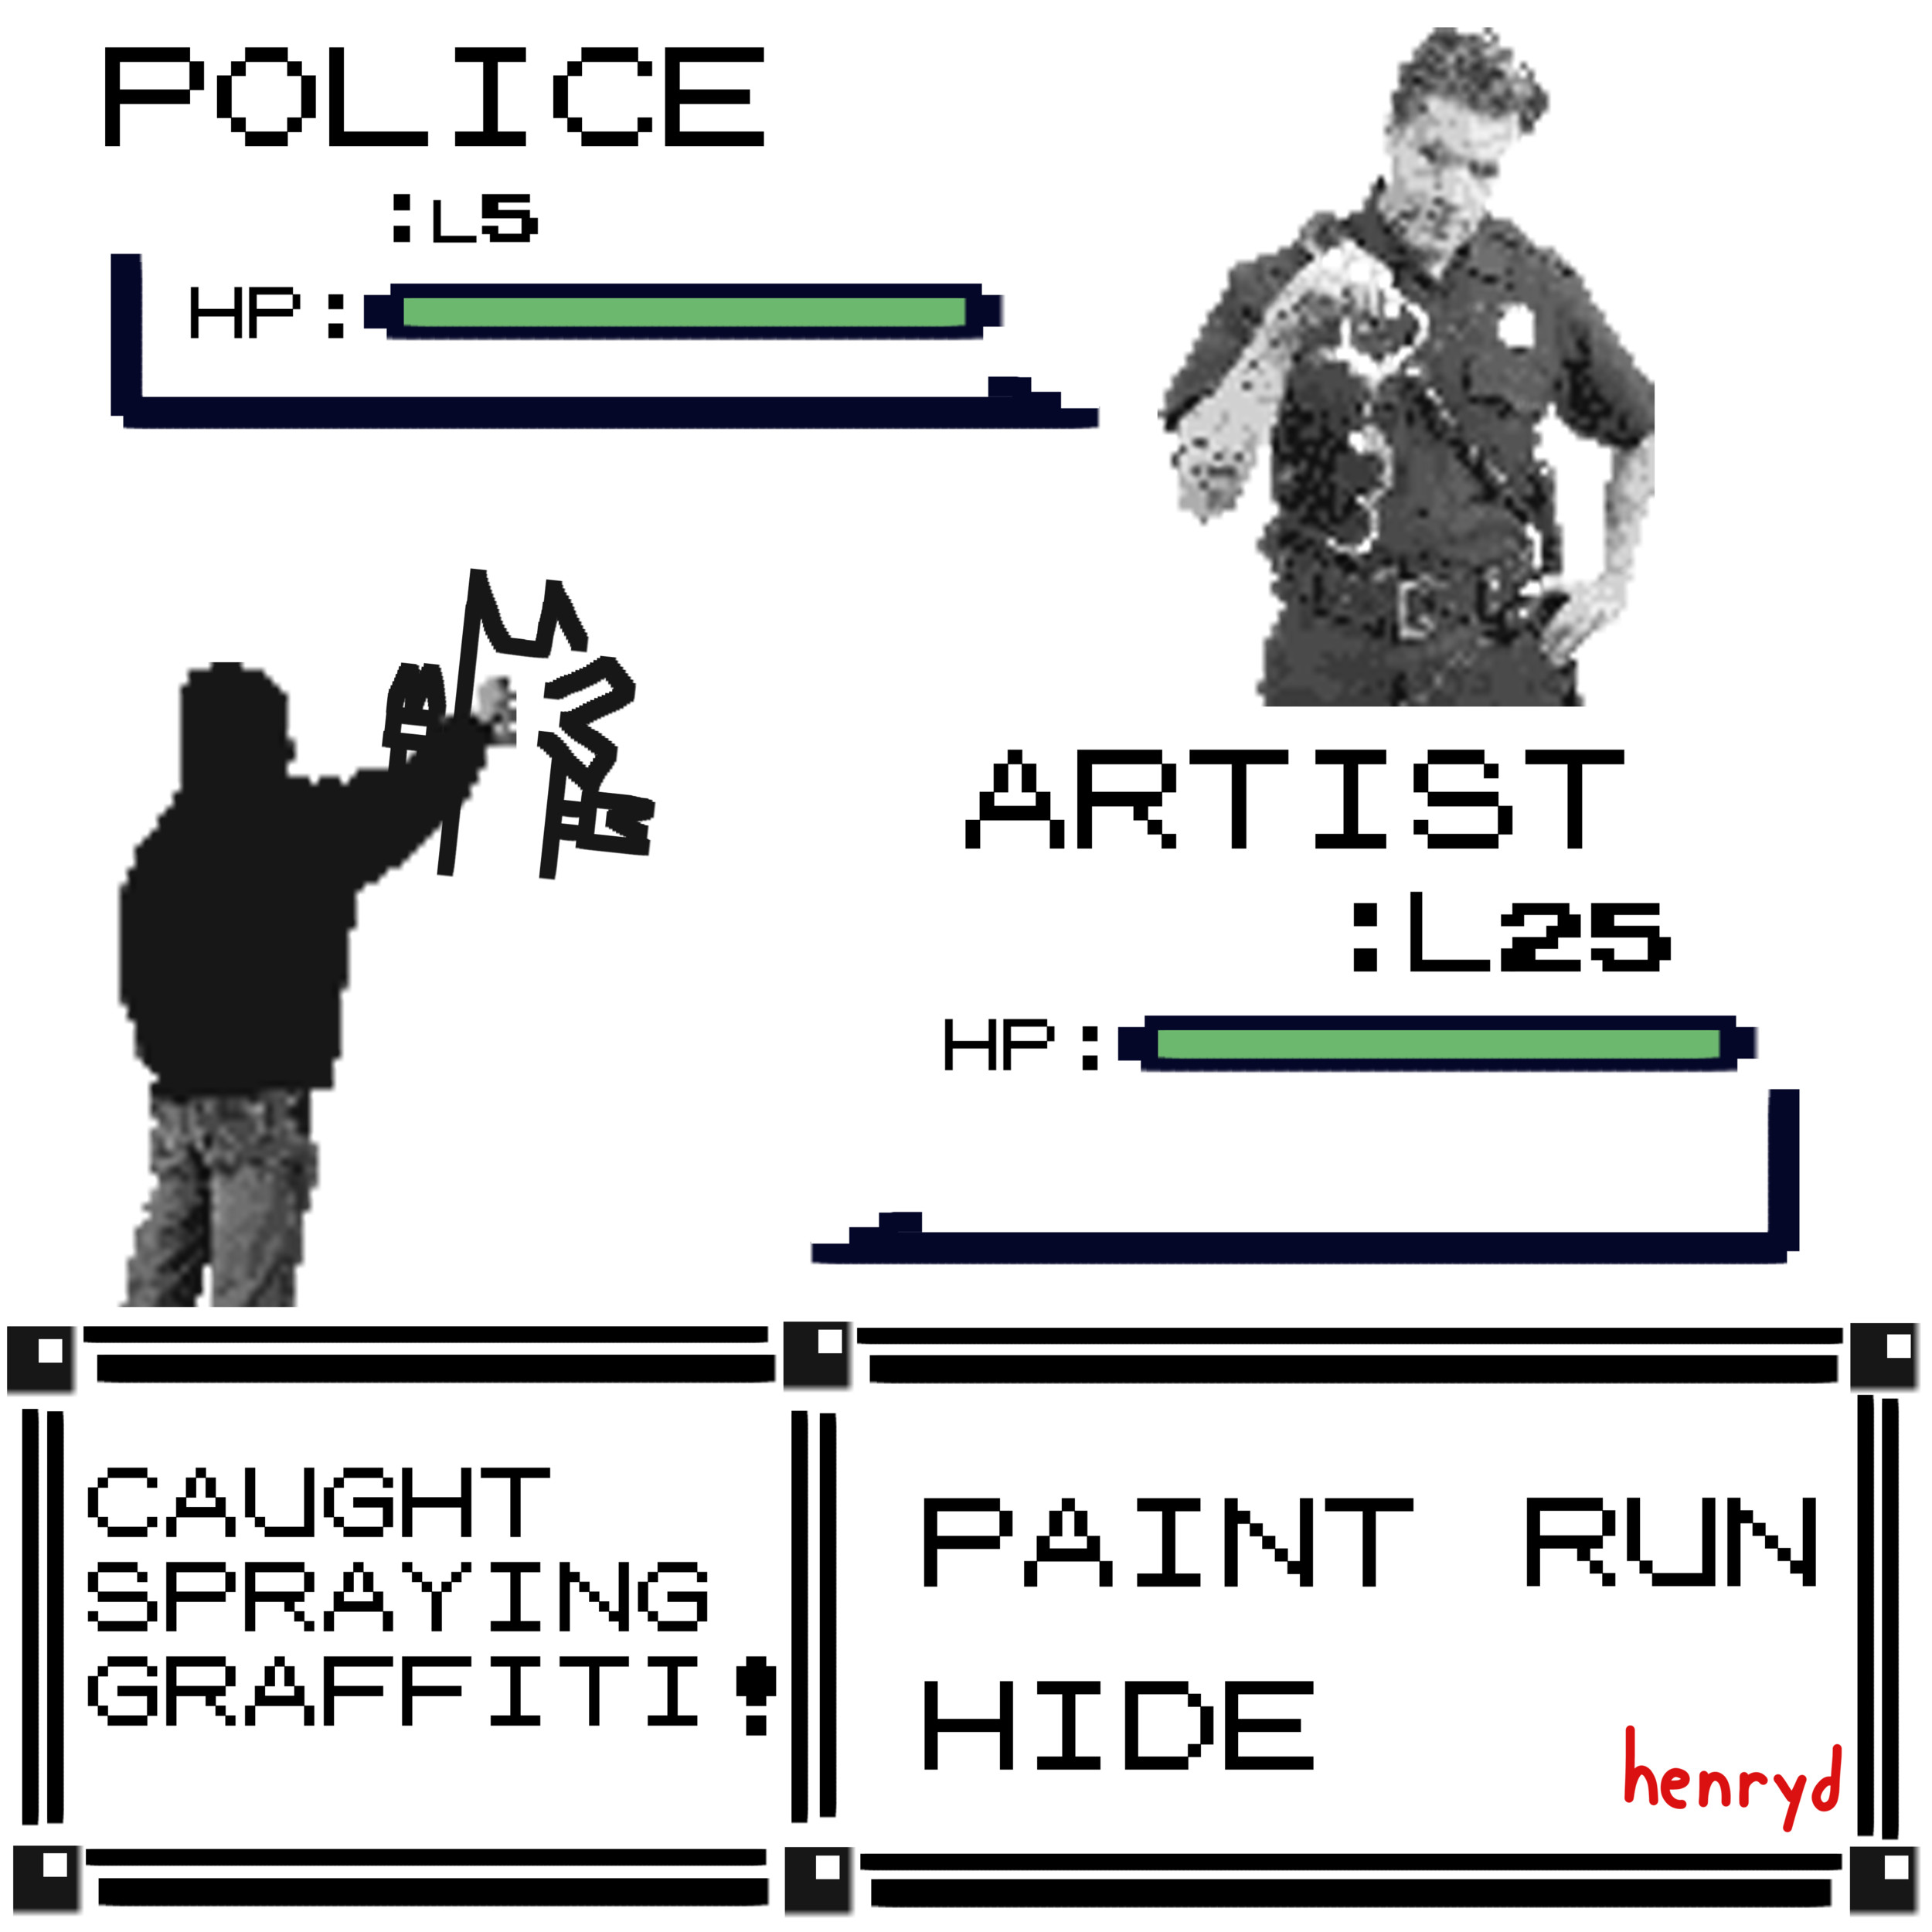 POLICE
:L5
HP:
ARTIST
:L25
HP:
CAUGHT
SPRAYING
GRAFFITI!
PAINT RUN
HIDE
henryd